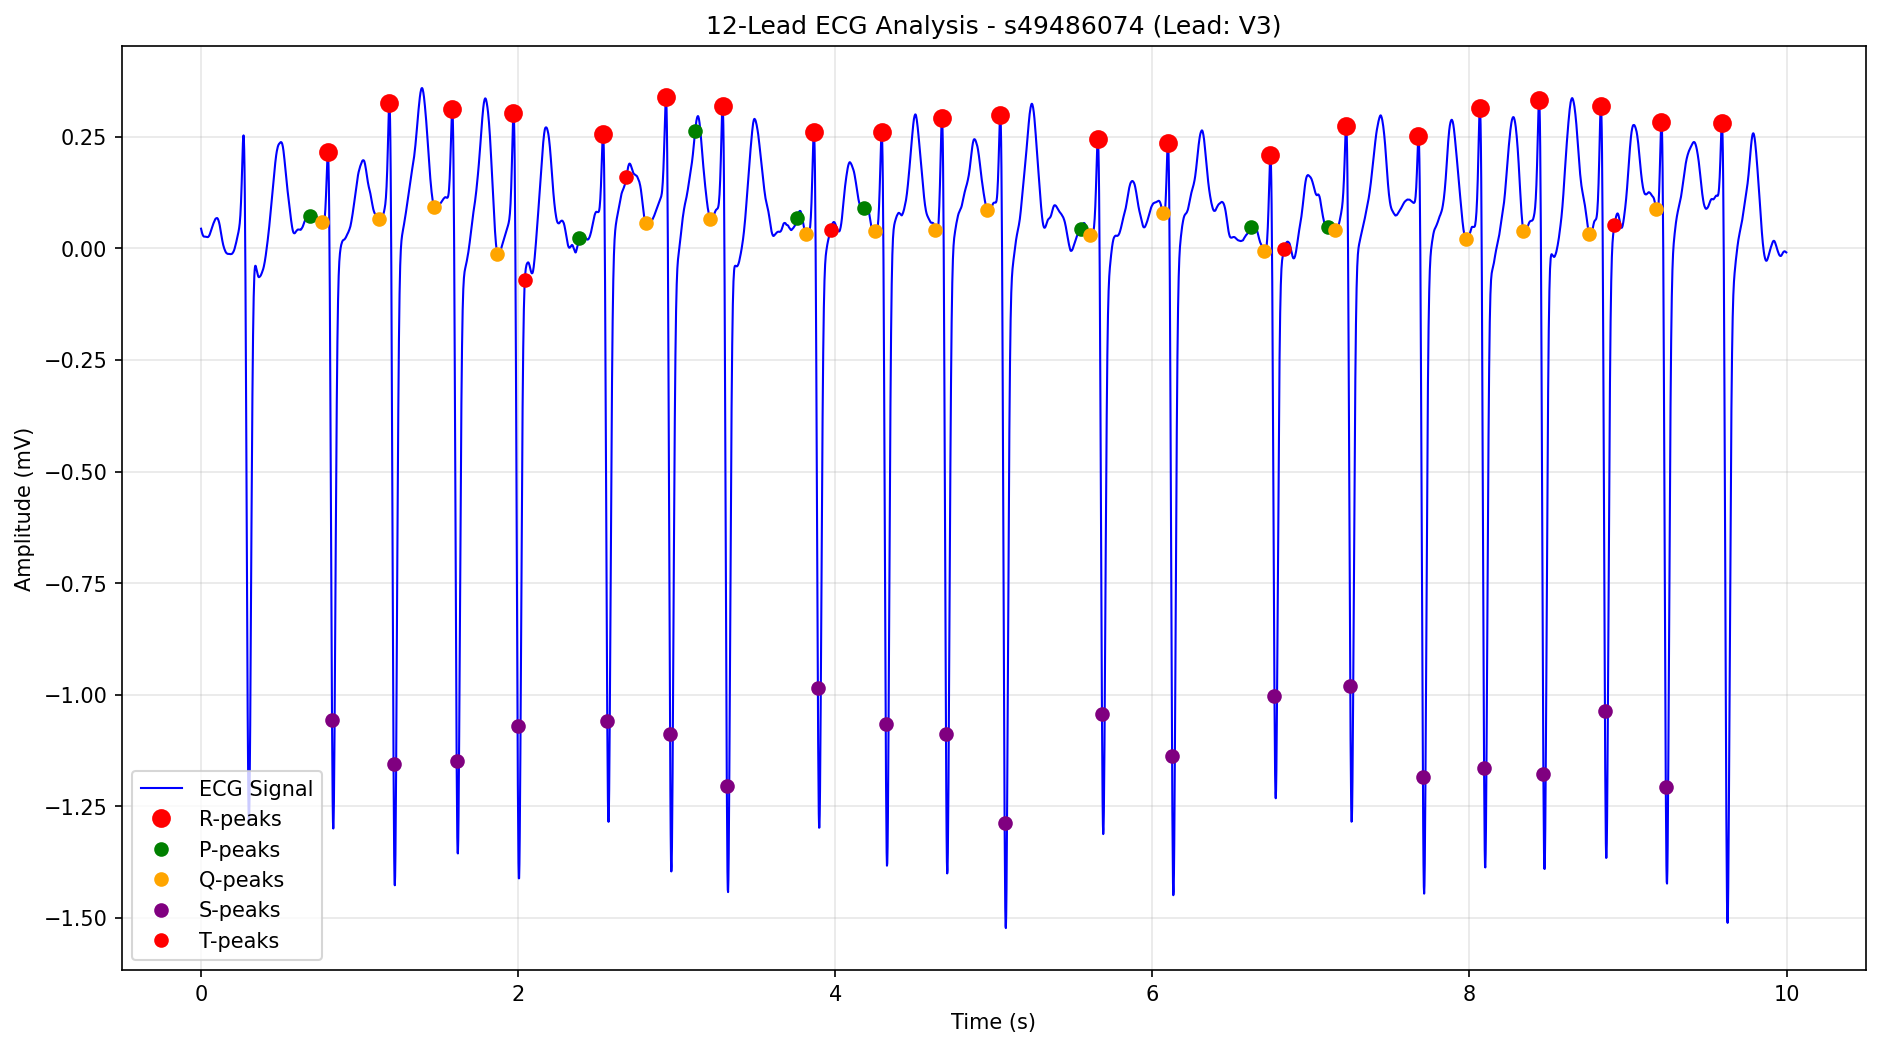 12-Lead ECG Analysis - s49486074 (Lead: V3)
Amplitude (mV)
0.25
0.00
−0.25
−0.50
−0.75
−1.00
−1.25
−1.50
ECG Signal
R-peaks
P-peaks
Q-peaks
S-peaks
T-peaks
0 2 4 6 8 10
Time (s)